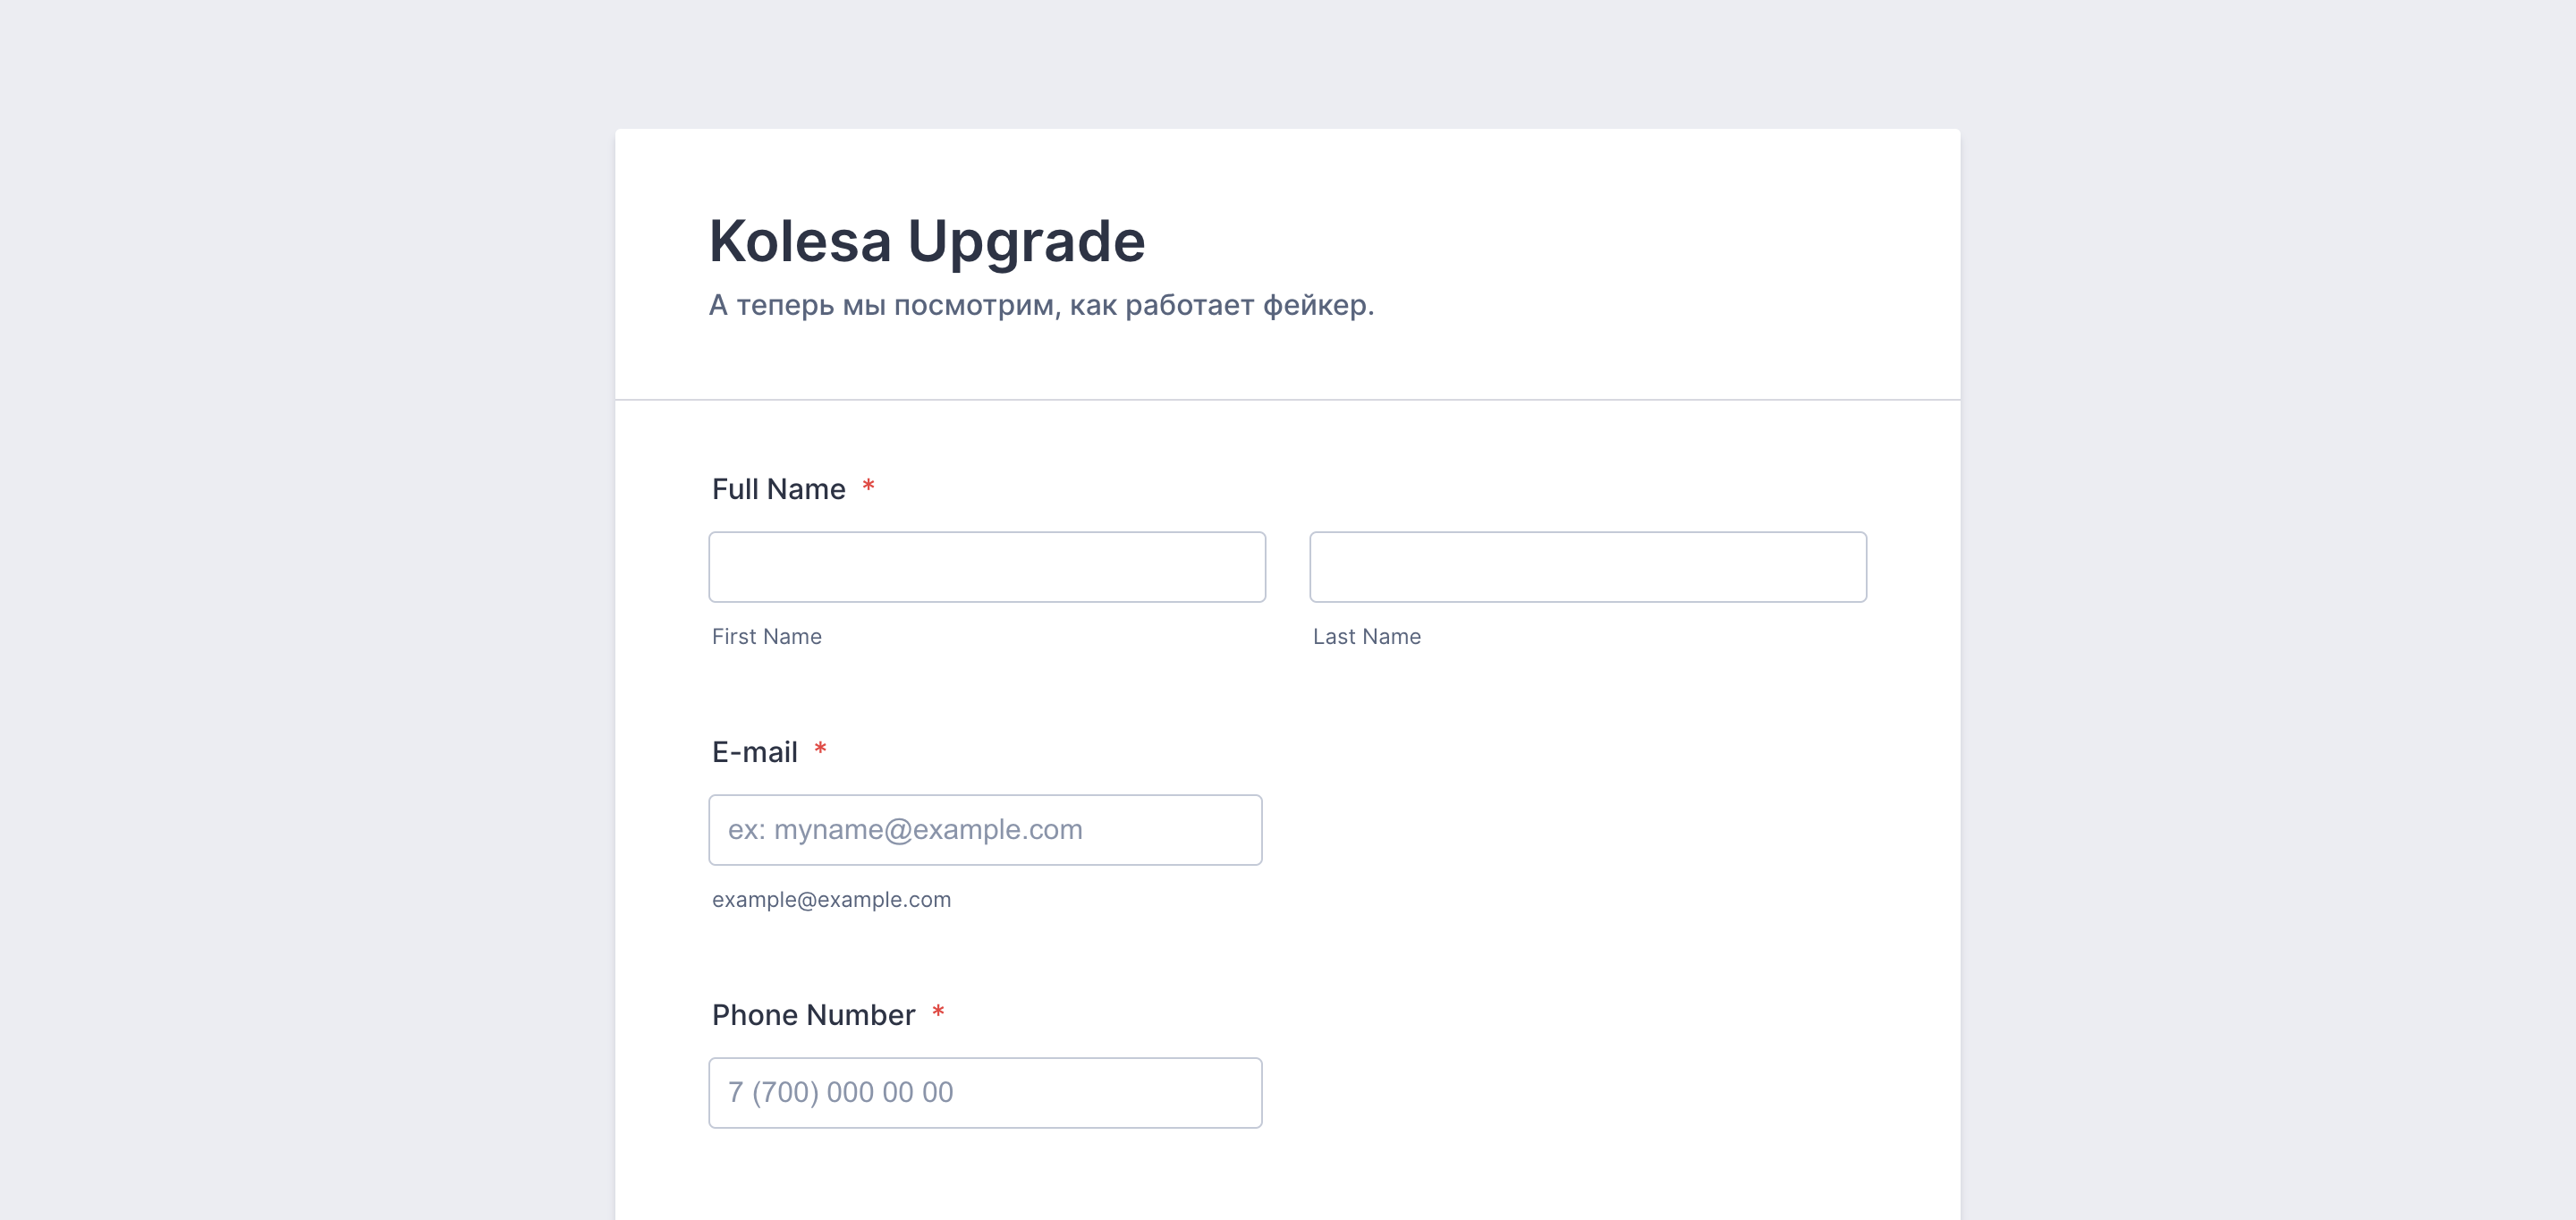 Kolesa Upgrade
А теперь мы посмотрим, как работает фейкер.
Full Name *
First Name
Last Name
E-mail *
ex: myname@example.com
example@example.com
Phone Number *
7 (700) 000 00 00